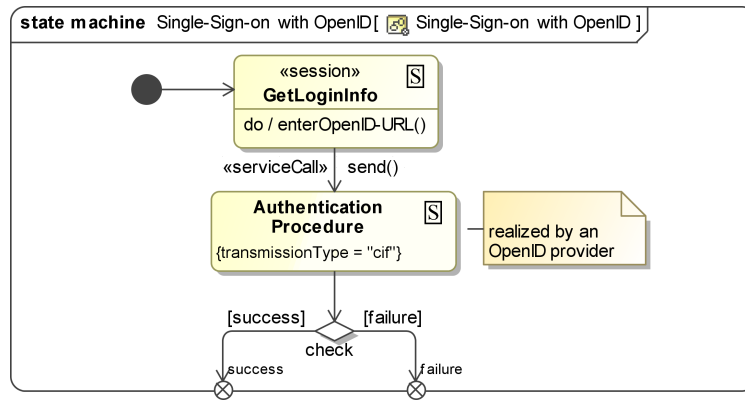 state machine Single-Sign-on with OpenID[ Single-Sign-on with OpenID ]
«session» S
GetLoginInfo
do / enterOpenID-URL()
«serviceCall» send()
Authentication S
Procedure
{transmissionType = "cif"}
realized by an
OpenID provider
[success] [failure]
check
success
failure